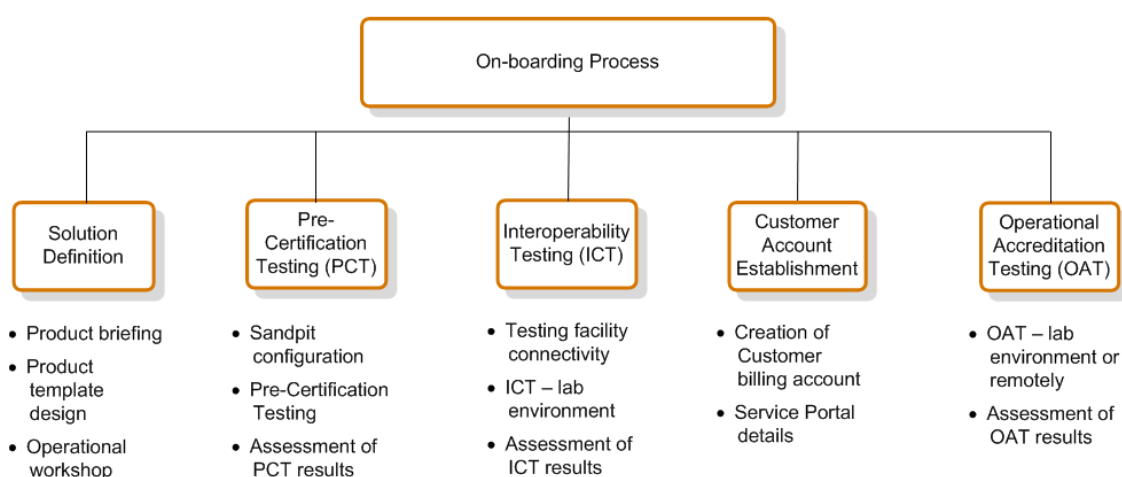 On-boarding Process
Solution
Definition
Pre-
Certification
Testing (PCT)
Interoperability
Testing (ICT)
Customer
Account
Establishment
Operational
Accreditation
Testing (OAT)
• Product briefing
• Product
template
design
• Operational
workshop
• Sandpit
configuration
• Pre-Certification
Testing
• Assessment of
PCT results
• Testing facility
connectivity
• ICT – lab
environment
• Assessment of
ICT results
• Creation of
Customer
billing account
• Service Portal
details
• OAT – lab
environment or
remotely
• Assessment of
OAT results